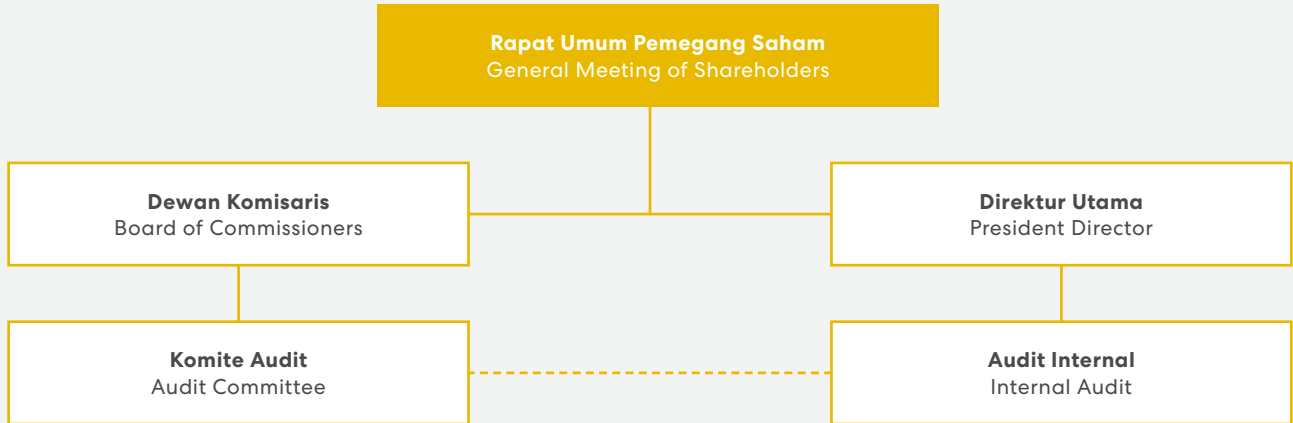 Rapat Umum Pemegang Saham
General Meeting of Shareholders
Dewan Komisaris
Board of Commissioners
Direktur Utama
President Director
Komite Audit
Audit Committee
Audit Internal
Internal Audit